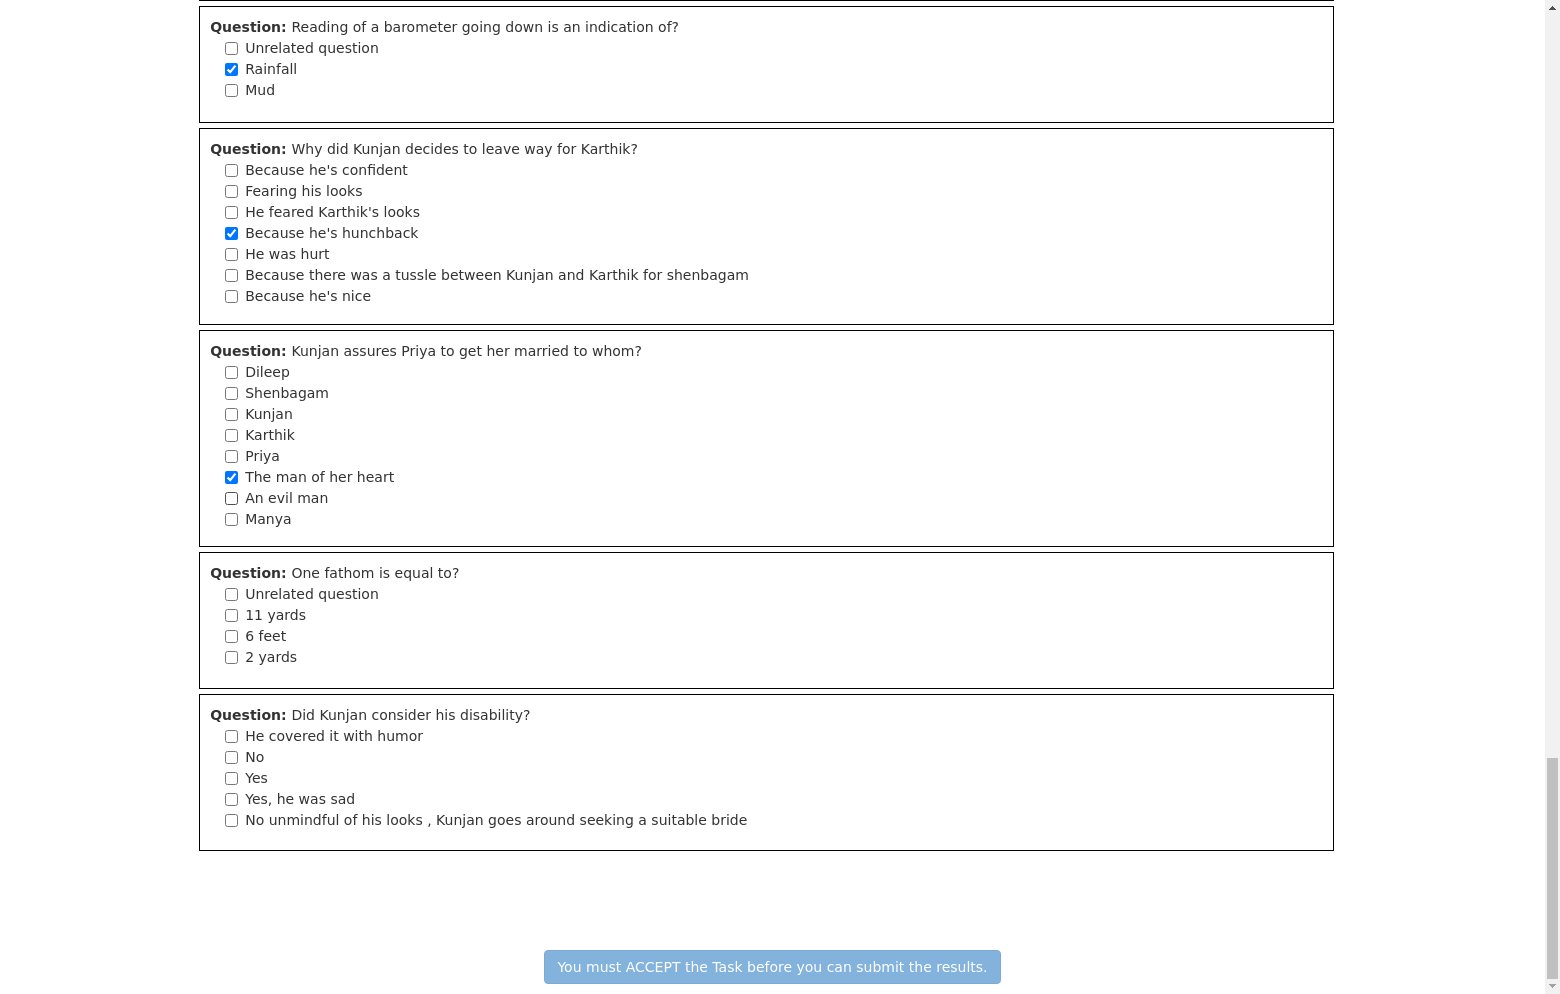 Question: Reading of a barometer going down is an indication of?
Unrelated question
Rainfall
Mud
Question: Why did Kunjan decides to leave way for Karthik?
Because he's confident
Fearing his looks
He feared Karthik's looks
Because he's hunchback
He was hurt
Because there was a tussle between Kunjan and Karthik for shenbagam
Because he's nice
Question: Kunjan assures Priya to get her married to whom?
Dileep
Shenbagam
Kunjan
Karthik
Priya
The man of her heart
An evil man
Manya
Question: One fathom is equal to?
Unrelated question
11 yards
6 feet
2 yards
Question: Did Kunjan consider his disability?
He covered it with humor
No
Yes
Yes, he was sad
No unmindful of his looks , Kunjan goes around seeking a suitable bride
You must ACCEPT the Task before you can submit the results.